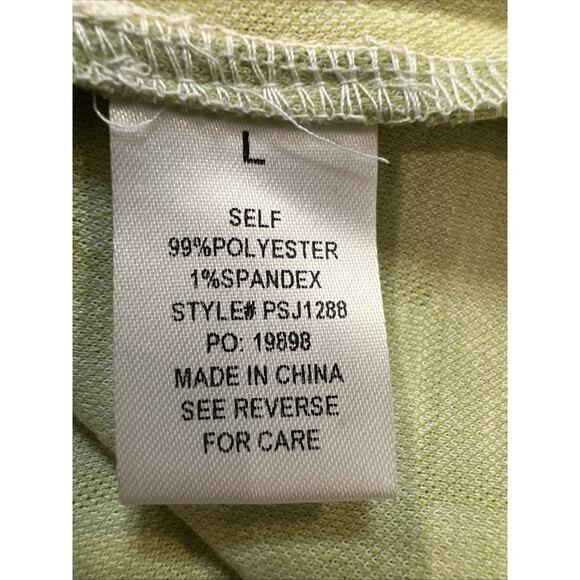 L
SELF
99%POLYESTER
1%SPANDEX
STYLE# PSJ1288
PO: 19898
MADE IN CHINA
SEE REVERSE
FOR CARE